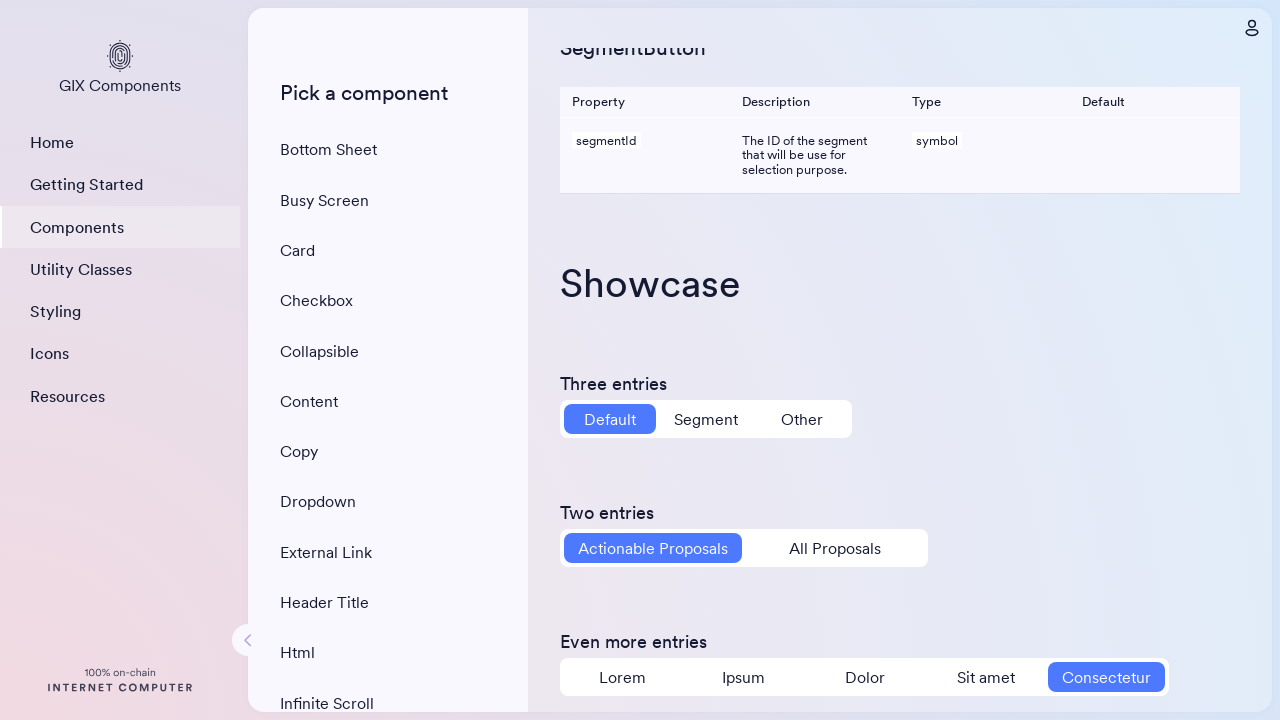 GIX Components
Home
Getting Started
Components
Utility Classes
Styling
Icons
Resources
100% on-chain
INTERNET COMPUTER
Pick a component
Bottom Sheet
Busy Screen
Card
Checkbox
Collapsible
Content
Copy
Dropdown
External Link
Header Title
Html
Infinite Scroll
SegmentButton
Property Description Type Default
segmentId The ID of the segment symbol
that will be use for
selection purpose.
Showcase
Three entries
Default Segment Other
Two entries
Actionable Proposals All Proposals
Even more entries
Lorem Ipsum Dolor Sit amet Consectetur